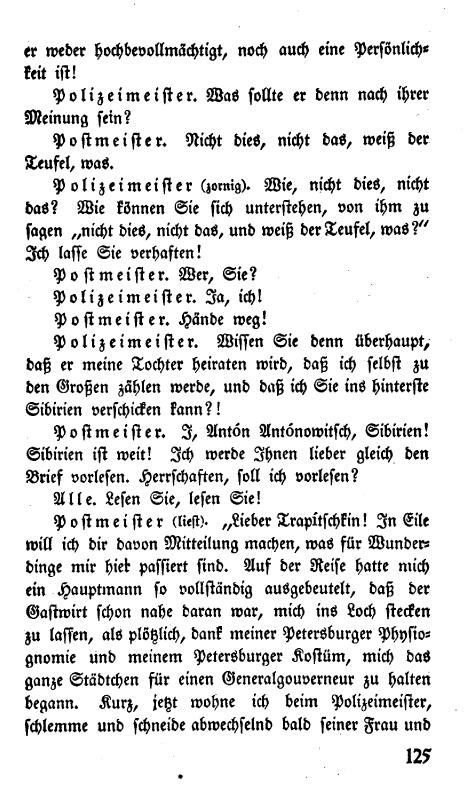 er weder hochbevollmächtigt, noch auch eine Persönlich-
keit ist!
Polizeimeister. Was sollte er denn nach ihrer
Meinung sein?
Postmeister. Nicht dies, nicht das, weiß der
Teufel, was.
Polizeimeister (zornig). Wie, nicht dies, nicht
das? Wie können Sie sich unterstehen, von ihm zu
sagen „nicht dies, nicht das, und weiß der Teufel, was?“
Ich lasse Sie verhaften!
Postmeister. Wer, Sie?
Polizeimeister. Ja, ich!
Postmeister. Hände weg!
Polizeimeister. Wissen Sie denn überhaupt,
daß er meine Tochter heiraten wird, daß ich selbst zu
den Großen zählen werde, und daß ich Sie ins hinterste
Sibirien verschicken kann?!
Postmeister. I, Antón Antónowitsch, Sibirien!
Sibirien ist weit! Ich werde Ihnen lieber gleich den
Brief vorlesen. Herrschaften, soll ich vorlesen?
Alle. Lesen Sie, lesen Sie!
Postmeister (liest). „Lieber Trapítschkin! In Eile
will ich dir davon Mitteilung machen, was für Wunder-
dinge mir hier passiert sind. Auf der Reise hatte mich
ein Hauptmann so vollständig ausgebeutelt, daß der
Gastwirt schon nahe daran war, mich ins Loch stecken
zu lassen, als plötzlich, dank meiner Petersburger Physio-
gnomie und meinem Petersburger Kostüm, mich das
ganze Städtchen für einen Generalgouverneur zu halten
begann. Kurz, jetzt wohne ich beim Polizeimeister,
schlemme und schneide abwechselnd bald seiner Frau und
125